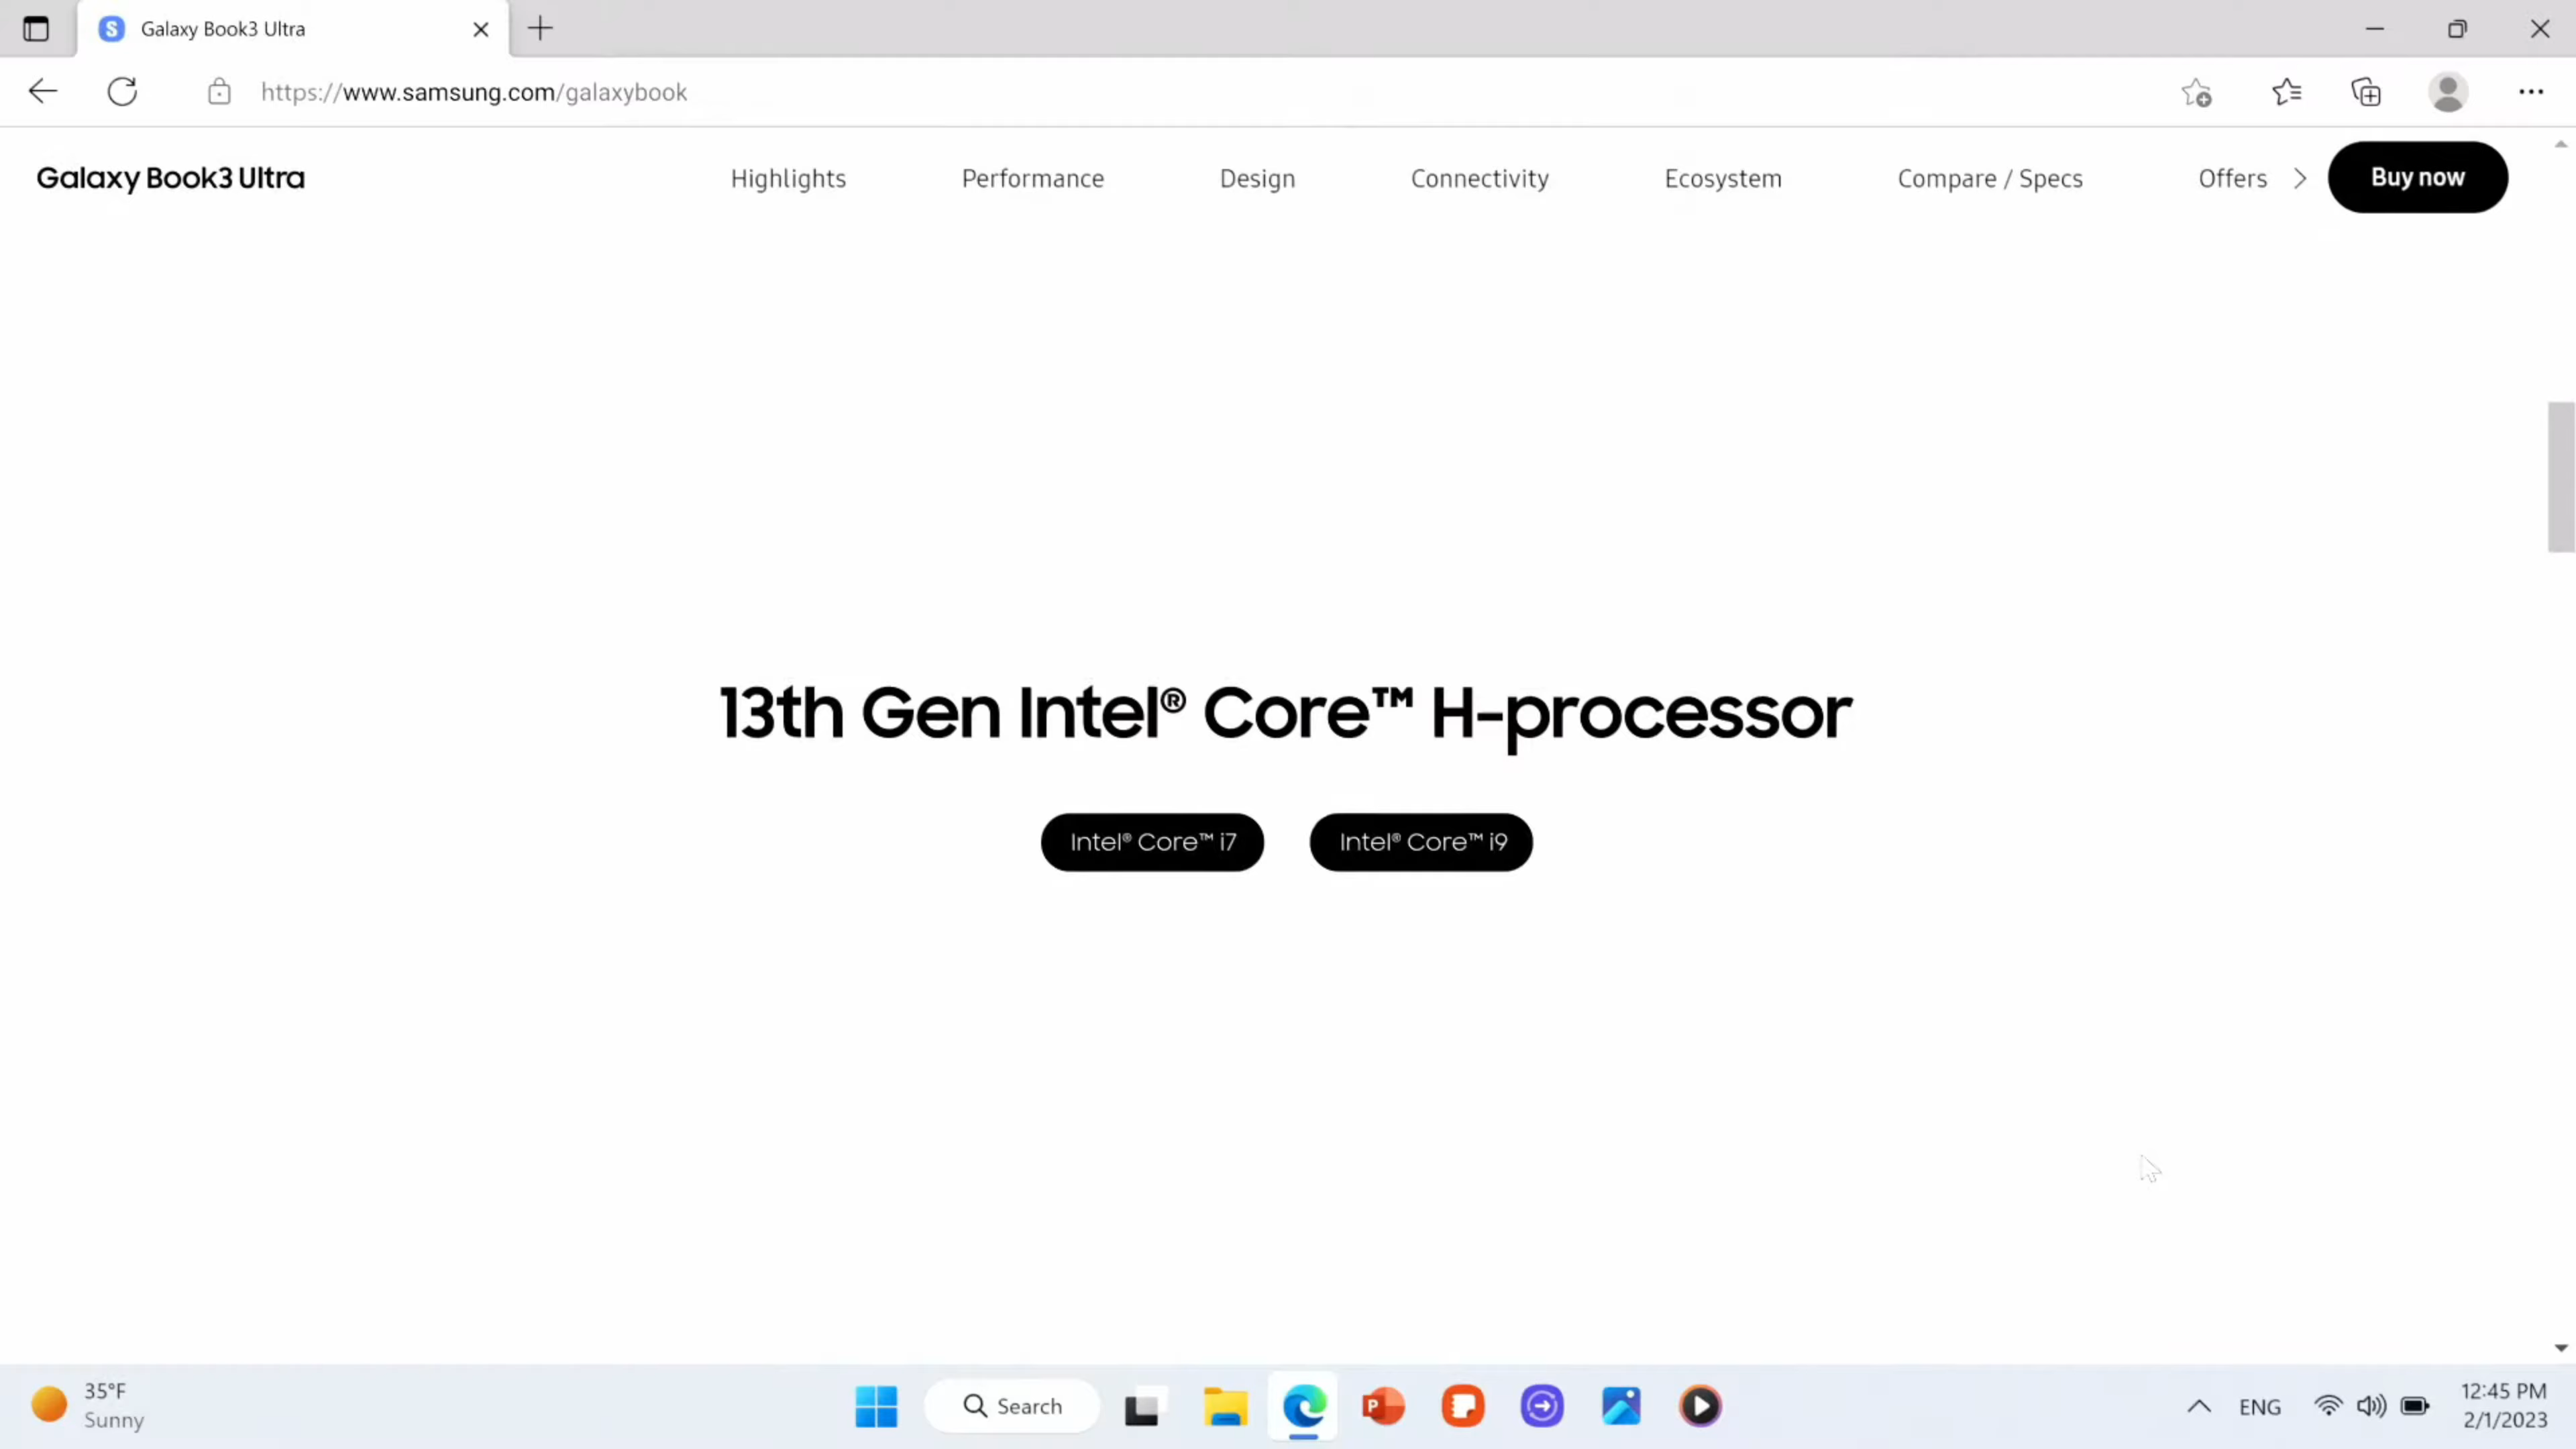 Galaxy Book3 Ultra
https://www.samsung.com/galaxybook
Galaxy Book3 Ultra Highlights Performance Design Connectivity Ecosystem Compare / Specs Offers Buy now
13th Gen Intel® Core™ H-processor
Intel® Core™ i7 Intel® Core™ i9
35°F
Sunny
Search
ENG
12:45 PM
2/1/2023